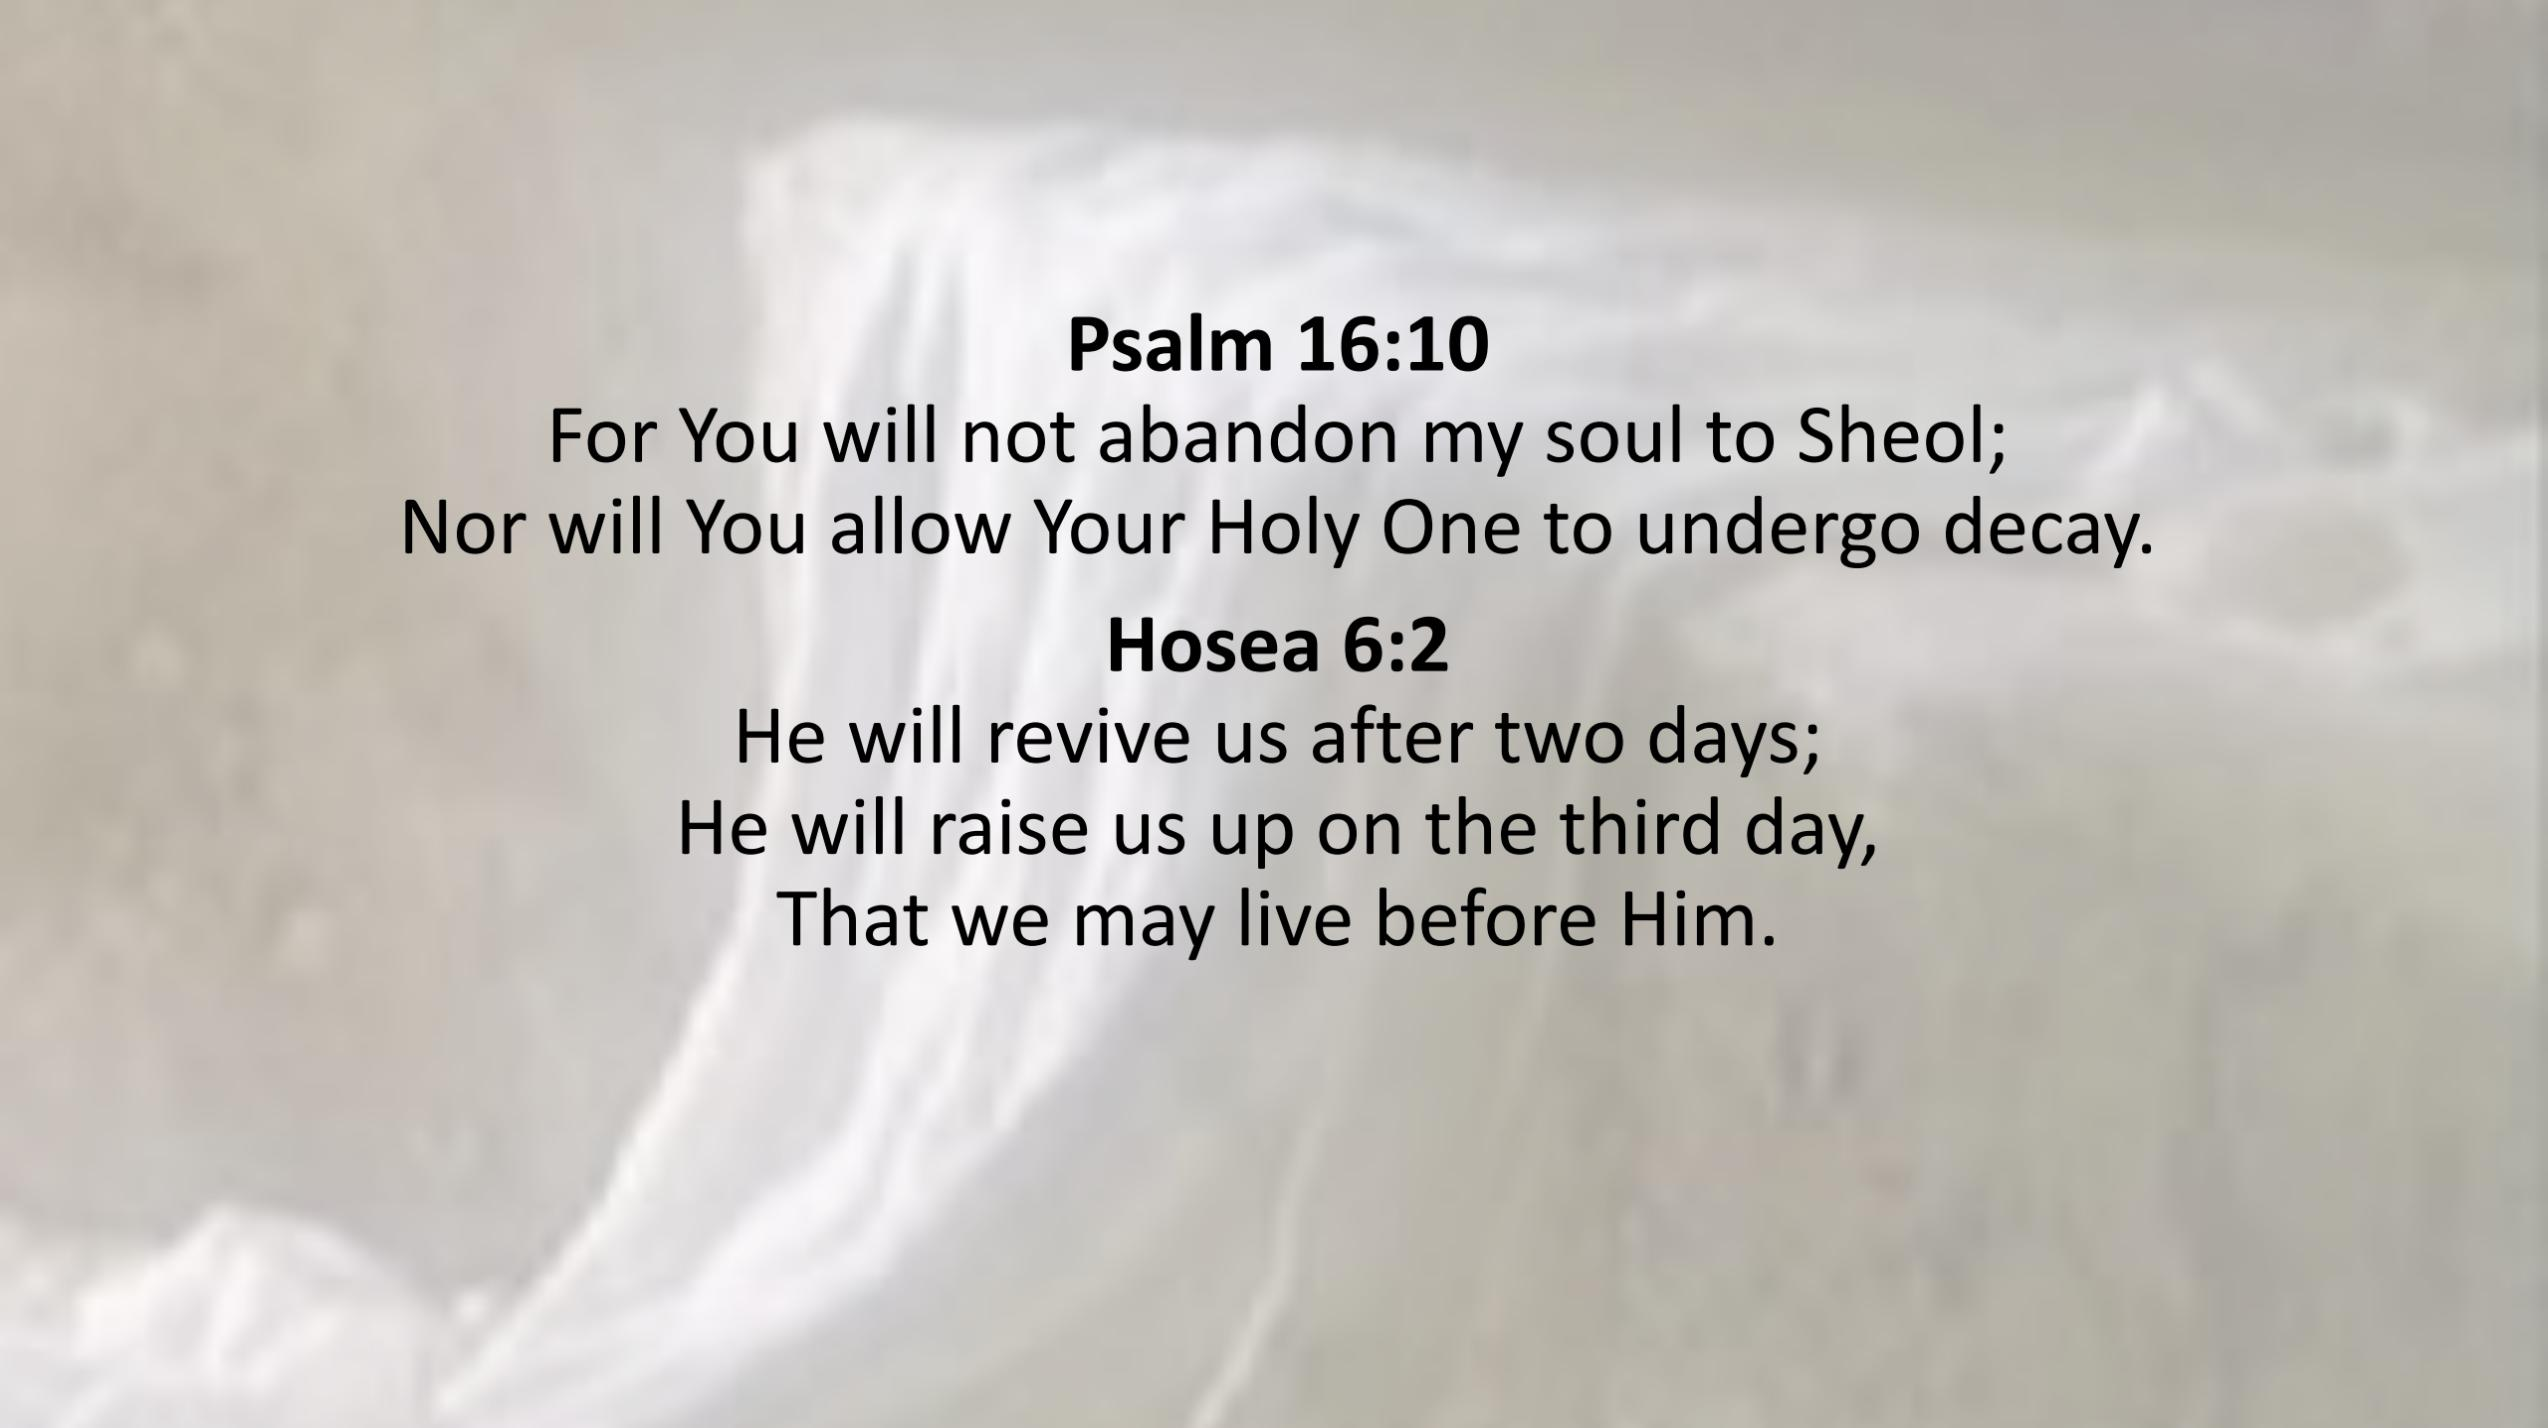 Psalm 16:10
For You will not abandon my soul to Sheol;
Nor will You allow Your Holy One to undergo decay.
Hosea 6:2
He will revive us after two days;
He will raise us up on the third day,
That we may live before Him.